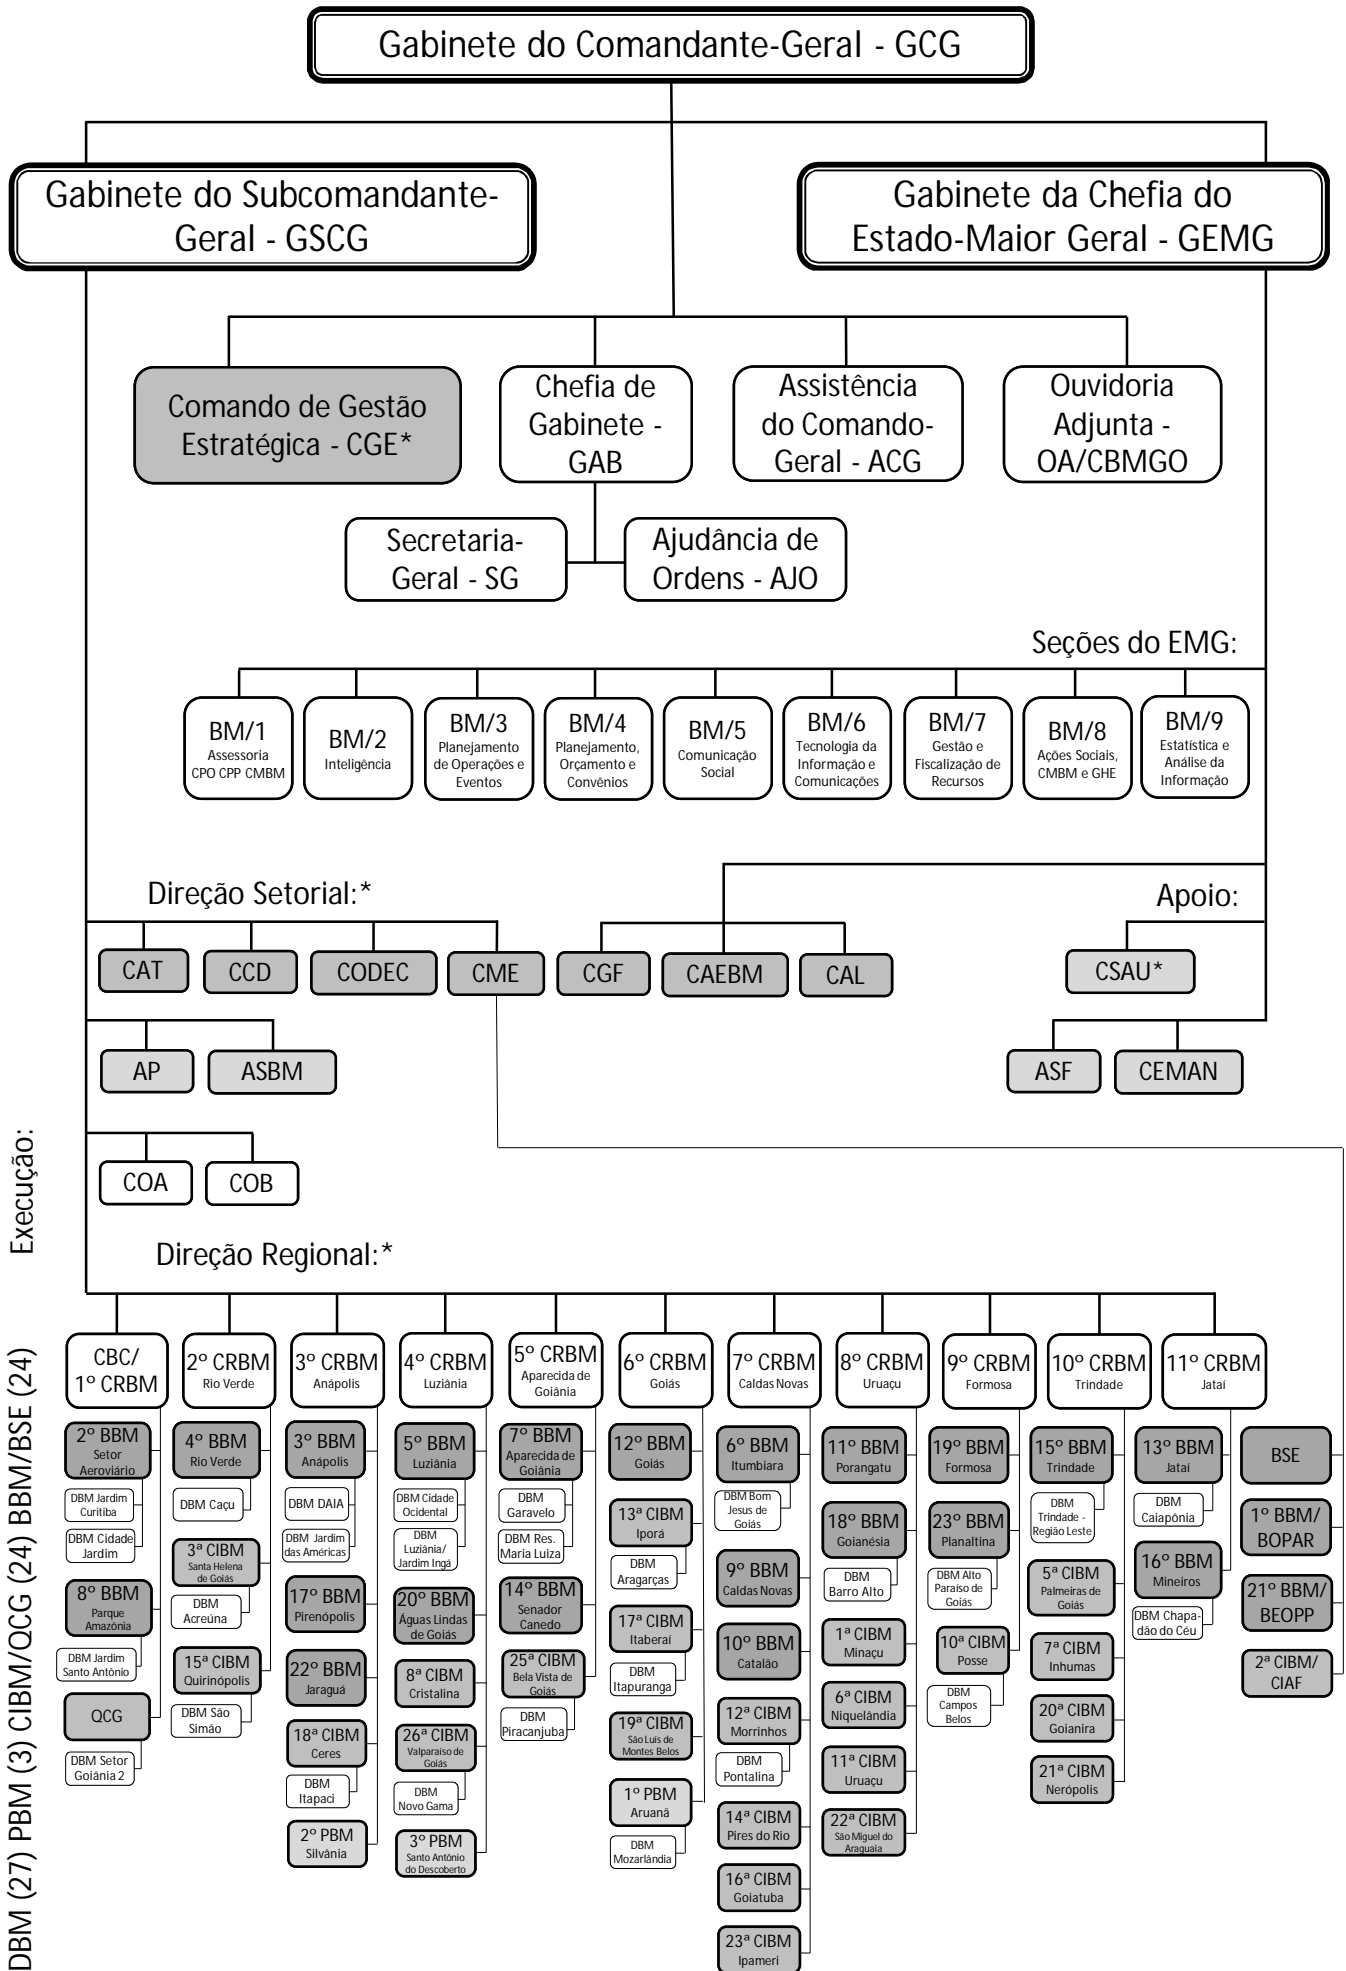 Gabinete do Comandante-Geral - GCG
Gabinete do Subcomandante-
Geral - GSCG
Gabinete da Chefia do
Estado-Maior Geral - GEMG
Comando de Gestão
Estratégica - CGE*
Chefia de
Gabinete -
GAB
Assistência
do Comando-
Geral - ACG
Ouvidoria
Adjunta -
OA/CBMGO
Secretaria-
Geral - SG
Ajudância de
Ordens - AJO
Seções do EMG:
BM/1
Assessoria
CPO CPP CMBM
BM/2
Inteligência
BM/3
Planejamento
de Operações e
Eventos
BM/4
Planejamento,
Orçamento e
Convênios
BM/5
Comunicação
Social
BM/6
Tecnologia da
Informação e
Comunicações
BM/7
Gestão e
Fiscalização de
Recursos
BM/8
Ações Sociais,
CMBM e GHE
BM/9
Estatística e
Análise da
Informação
Direção Setorial:*
Apoio:
CAT
CCD
CODEC
CME
CGF
CAEBM
CAL
CSAU*
AP
ASBM
ASF
CEMAN
Execução:
COA
COB
Direção Regional:*
DBM (27) PBM (3) CIBM/QCG (24) BBM/BSE (24)
CBC/
1º CRBM
2º BBM
Setor
Aeroviário
DBM Jardim
Curitiba
DBM Cidade
Jardim
8º BBM
Parque
Amazônia
DBM Jardim
Santo Antônio
QCG
DBM Setor
Goiânia 2
2º CRBM
Rio Verde
4º BBM
Rio Verde
DBM Caçu
3ª CIBM
Santa Helena
de Goiás
DBM
Acreúna
15ª CIBM
Quirinópolis
DBM São
Simão
3º CRBM
Anápolis
3º BBM
Anápolis
DBM DAIA
DBM Jardim
das Américas
17º BBM
Pirenópolis
22º BBM
Jaraguá
18ª CIBM
Ceres
DBM
Itapaci
2º PBM
Silvânia
4º CRBM
Luziânia
5º BBM
Luziânia
DBM Cidade
Ocidental
DBM
Luziânia/
Jardim Ingá
20º BBM
Águas Lindas
de Goiás
8ª CIBM
Cristalina
26ª CIBM
Valparaíso de
Goiás
DBM
Novo Gama
3º PBM
Santo Antônio
do Descoberto
5º CRBM
Aparecida de
Goiânia
7º BBM
Aparecida de
Goiânia
DBM
Garavelo
DBM Res.
Maria Luiza
14º BBM
Senador
Canedo
25ª CIBM
Bela Vista de
Goiás
DBM
Piracanjuba
6º CRBM
Goiás
12º BBM
Goiás
13ª CIBM
Iporá
DBM
Aragarças
17ª CIBM
Itaberaí
DBM
Itapuranga
19ª CIBM
São Luís de
Montes Belos
1º PBM
Aruanã
DBM
Mozarlândia
7º CRBM
Caldas Novas
6º BBM
Itumbiara
DBM Bom
Jesus de
Goiás
9º BBM
Caldas Novas
10º BBM
Catalão
12ª CIBM
Morrinhos
DBM
Pontalina
14ª CIBM
Pires do Rio
16ª CIBM
Goiatuba
23ª CIBM
Ipameri
8º CRBM
Uruaçu
11º BBM
Porangatu
18º BBM
Goianésia
DBM
Barro Alto
1ª CIBM
Minaçu
6ª CIBM
Niquelândia
11ª CIBM
Uruaçu
22ª CIBM
São Miguel do
Araguaia
9º CRBM
Formosa
19º BBM
Formosa
23º BBM
Planaltina
DBM Alto
Paraíso de
Goiás
10ª CIBM
Posse
DBM
Campos
Belos
10º CRBM
Trindade
15º BBM
Trindade
DBM
Trindade -
Região Leste
5ª CIBM
Palmeiras de
Goiás
7ª CIBM
Inhumas
20ª CIBM
Goianira
21ª CIBM
Nerópolis
11º CRBM
Jataí
13º BBM
Jataí
DBM
Caiapônia
16º BBM
Mineiros
DBM Chapa-
dão do Céu
BSE
1º BBM/
BOPAR
21º BBM/
BEOPP
2ª CIBM/
CIAF